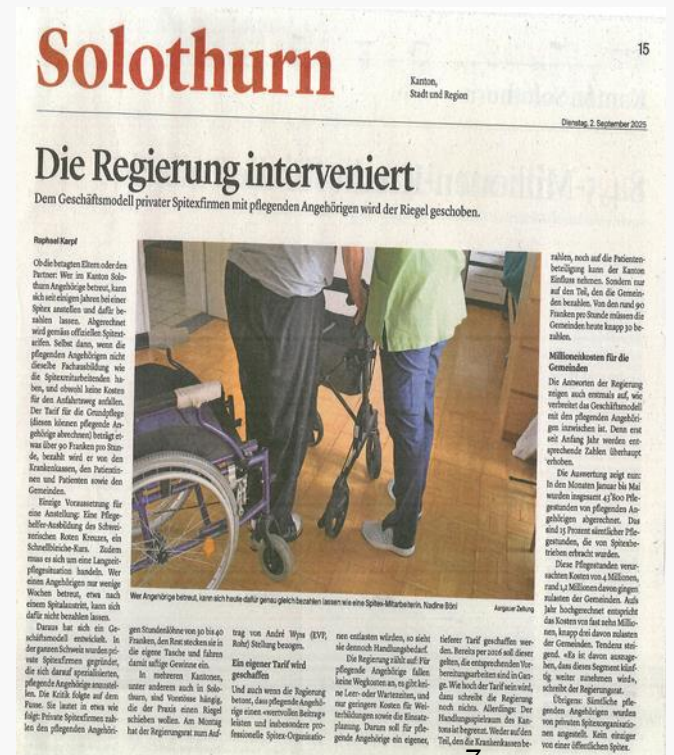 Solothurn
Kanton,
Stadt und Region
15
Dienstag, 2. September 2025
Die Regierung interveniert
Dem Geschäftsmodell privater Spitexfirmen mit pflegenden Angehörigen wird der Riegel geschoben.
Raphael Karpf
Ob die betagten Eltern oder den
Partner: Wer im Kanton Solo-
thurn Angehörige betreut, kann
sich seit einigen Jahren bei einer
Spitex anstellen und dafür be-
zahlen lassen. Abgerechnet
wird gemäss offiziellen Spitext-
arifen. Selbst dann, wenn die
pflegenden Angehörigen nicht
dieselbe Fachausbildung wie
die Spitexmitarbeitenden ha-
ben, und obwohl keine Kosten
für den Anfahrtsweg anfallen.
Der Tarif für die Grundpflege
(diesen können pflegende An-
gehörige abrechnen) beträgt et-
was über 90 Franken pro Stun-
de, bezahlt wird er von den
Krankenkassen, den Patientin-
nen und Patienten sowie den
Gemeinden.
Einzige Voraussetzung für
eine Anstellung: Eine Pflege-
helfer-Ausbildung des Schwei-
zerischen Roten Kreuzes, ein
Schnellbleiche-Kurs. Zudem
muss es sich um eine Langzeit-
pflegesituation handeln. Wer
einen Angehörigen nur wenige
Wochen betreut, etwa nach
einem Spitalaustritt, kann sich
dafür nicht bezahlen lassen.
Daraus hat sich ein Ge-
schäftsmodell entwickelt. In
der ganzen Schweiz wurden pri-
vate Spitexfirmen gegründet,
die sich darauf spezialisierten,
pflegende Angehörige anzustel-
len. Die Kritik folgte auf dem
Fusse. Sie lautet in etwa wie
folgt: Private Spitexfirmen zah-
len den pflegenden Angehöri-
Wer Angehörige betreut, kann sich heute dafür genau gleich bezahlen lassen wie eine Spitex-Mitarbeiterin. Nadine Böni
Aargauer Zeitung
gen Stundenlöhne von 30 bis 40
Franken, den Rest stecken sie in
die eigene Tasche und fahren
damit saftige Gewinne ein.
In mehreren Kantonen,
unter anderem auch in Solo-
thurn, sind Vorstösse hängig,
die der Praxis einen Riegel
schieben wollen. Am Montag
hat der Regierungsrat zum Auf-
trag von André Wyss (EVP,
Rohr) Stellung bezogen.
Ein eigener Tarif wird
geschaffen
Und auch wenn die Regierung
betont, dass pflegende Angehö-
rige einen «wertvollen Beitrag»
leisten und insbesondere pro-
fessionelle Spitex-Organisatio-
nen entlasten würden, so sieht
sie dennoch Handlungsbedarf.
Die Regierung zählt auf: Für
pflegende Angehörige fallen
keine Wegkosten an, es gibt kei-
ne Leer- oder Wartezeiten, und
nur geringere Kosten für Wei-
terbildungen sowie die Einsatz-
planung. Darum soll für pfle-
gende Angehörige ein eigener,
tieferer Tarif geschaffen wer-
den. Bereits per 2026 soll dieser
gelten, die entsprechenden Vor-
bereitungsarbeiten sind in Gan-
ge. Wie hoch der Tarif sein wird,
dazu schreibt die Regierung
noch nichts. Allerdings: Der
Handlungsspielraum des Kan-
tons ist begrenzt. Weder auf den
Teil, den die Krankenkassen be-
zahlen, noch auf die Patienten-
beteiligung kann der Kanton
Einfluss nehmen. Sondern nur
auf den Teil, den die Gemein-
den bezahlen. Von den rund 90
Franken pro Stunde müssen die
Gemeinden heute knapp 30 be-
zahlen.
Millionenkosten für die
Gemeinden
Die Antworten der Regierung
zeigen auch erstmals auf, wie
verbreitet das Geschäftsmodell
mit den pflegenden Angehöri-
gen inzwischen ist. Denn erst
seit Anfang Jahr werden ent-
sprechende Zahlen überhaupt
erhoben.
Die Auswertung zeigt nun:
In den Monaten Januar bis Mai
wurden insgesamt 43'800 Pfle-
gestunden von pflegenden An-
gehörigen abgerechnet. Das
sind 15 Prozent sämtlicher Pfle-
gestunden, die von Spitexbe-
trieben erbracht wurden.
Diese Pflegestunden verur-
sachten Kosten von 4 Millionen,
rund 1,2 Millionen davon gingen
zulasten der Gemeinden. Aufs
Jahr hochgerechnet entspricht
das Kosten von fast zehn Millio-
nen, knapp drei davon zulasten
der Gemeinden. Tendenz stei-
gend. «Es ist davon auszuge-
hen, dass dieses Segment künf-
tig weiter zunehmen wird»,
schreibt der Regierungsrat.
Übrigens: Sämtliche pfle-
genden Angehörigen wurden
von privaten Spitexorganisatio-
nen angestellt. Kein einziger
von einer öffentlichen Spitex.